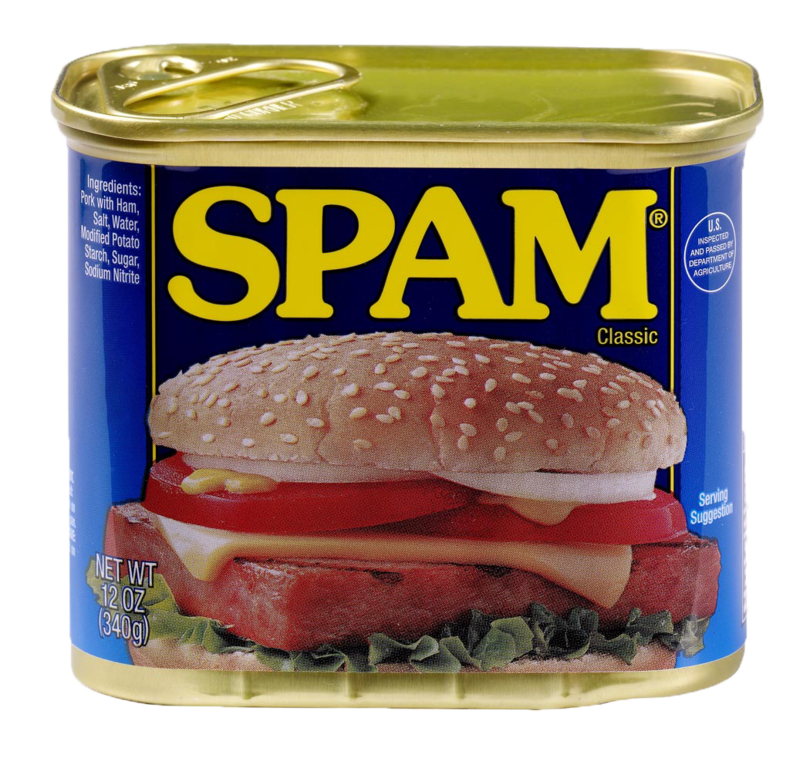 Ingredients:
Pork with Ham,
Salt, Water,
Modified Potato
Starch, Sugar,
Sodium Nitrite
SPAM®
Classic
U.S.
INSPECTED
AND PASSED BY
DEPARTMENT OF
AGRICULTURE
Serving
Suggestion
NET WT
12 OZ
(340g)